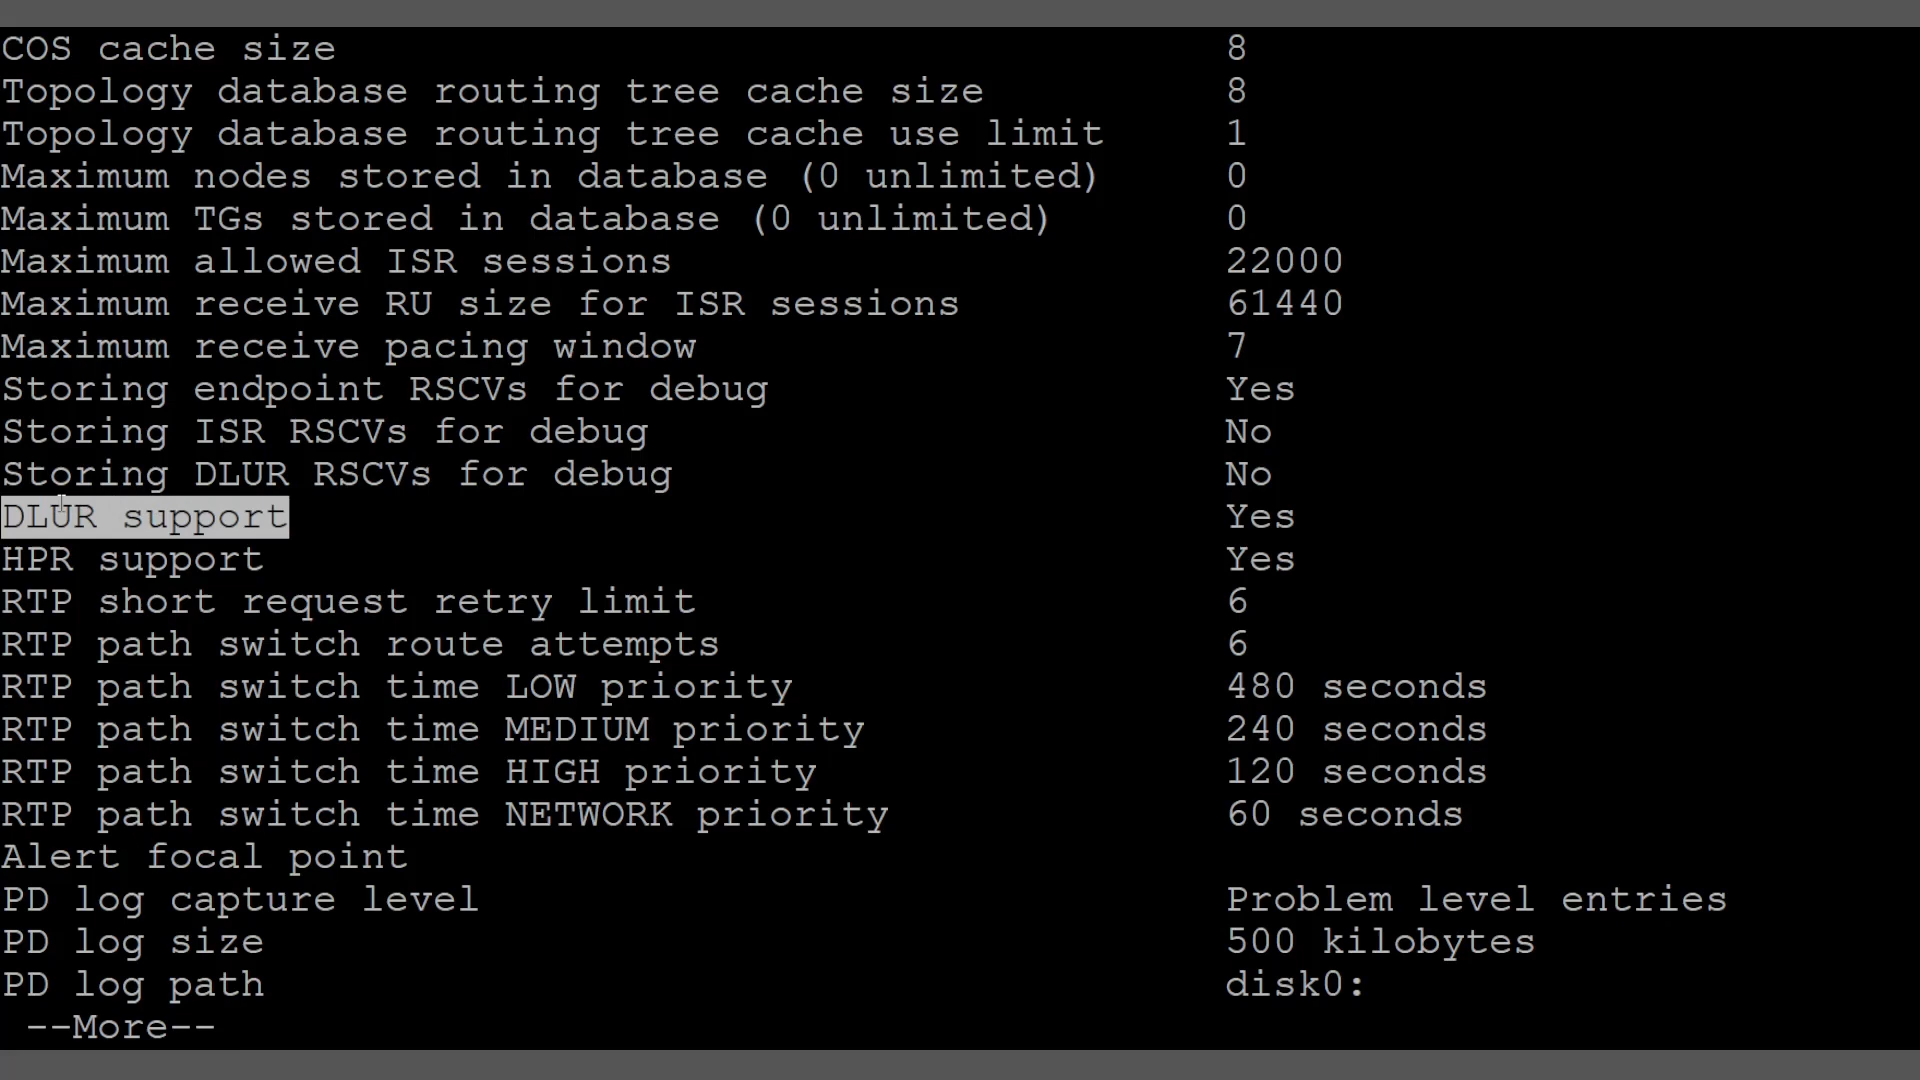 COS cache size 8
Topology database routing tree cache size 8
Topology database routing tree cache use limit 1
Maximum nodes stored in database (0 unlimited) 0
Maximum TGs stored in database (0 unlimited) 0
Maximum allowed ISR sessions 22000
Maximum receive RU size for ISR sessions 61440
Maximum receive pacing window 7
Storing endpoint RSCVs for debug Yes
Storing ISR RSCVs for debug No
Storing DLUR RSCVs for debug No
DLUR support Yes
HPR support Yes
RTP short request retry limit 6
RTP path switch route attempts 6
RTP path switch time LOW priority 480 seconds
RTP path switch time MEDIUM priority 240 seconds
RTP path switch time HIGH priority 120 seconds
RTP path switch time NETWORK priority 60 seconds
Alert focal point
PD log capture level Problem level entries
PD log size 500 kilobytes
PD log path disk0:
--More--